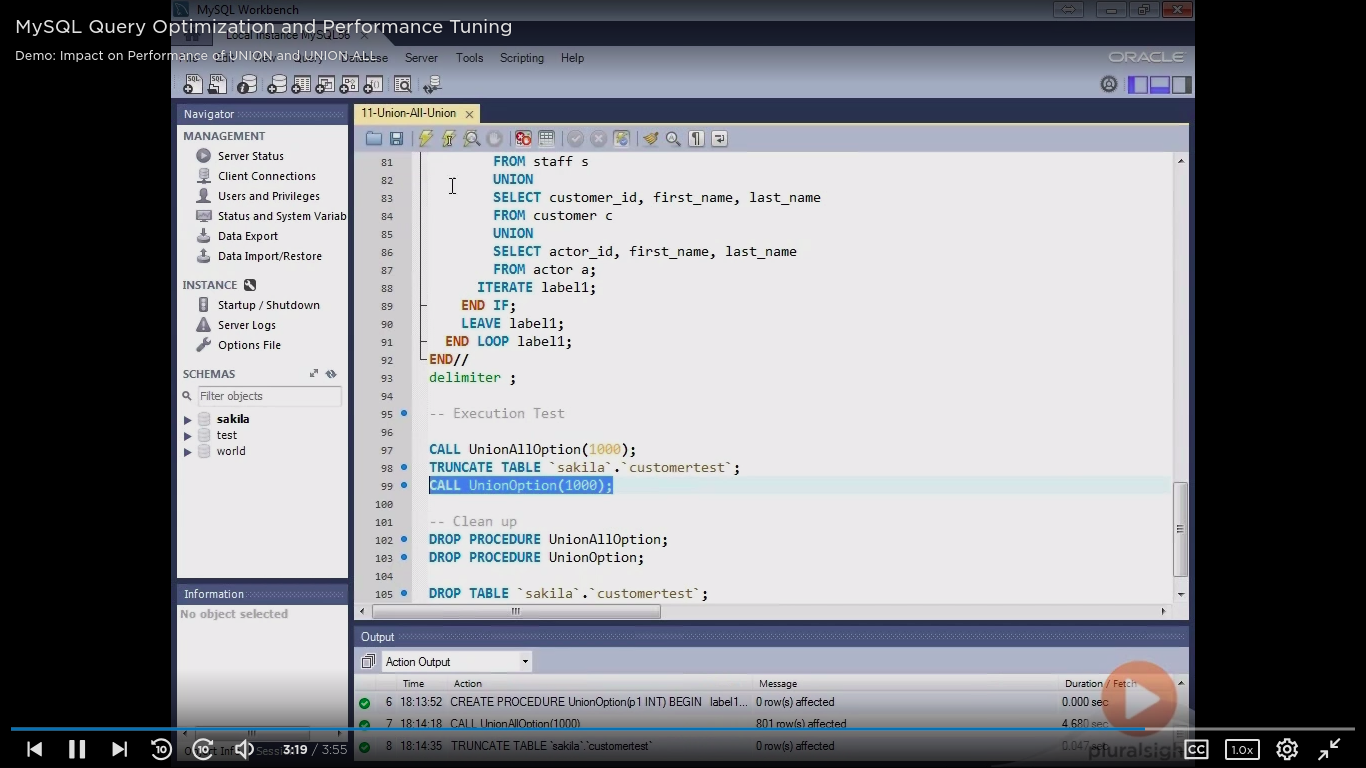 MySQL Workbench
MySQL Query Optimization and Performance Tuning
Local instance MySQL56
Demo: Impact on Performance of UNION and UNION ALL
Server Tools Scripting Help
ORACLE
Navigator
MANAGEMENT
Server Status
Client Connections
Users and Privileges
Status and System Variab
Data Export
Data Import/Restore
INSTANCE
Startup / Shutdown
Server Logs
Options File
SCHEMAS
Filter objects
sakila
test
world
Information
No object selected
11-Union-All-Union
81 FROM staff s
82 UNION
83 SELECT customer_id, first_name, last_name
84 FROM customer c
85 UNION
86 SELECT actor_id, first_name, last_name
87 FROM actor a;
88 ITERATE label1;
89 END IF;
90 LEAVE label1;
91 END LOOP label1;
92 END//
93 delimiter ;
94
95 -- Execution Test
96
97 CALL UnionAllOption(1000);
98 TRUNCATE TABLE `sakila`.`customertest`;
99 CALL UnionOption(1000);
100
101 -- Clean up
102 DROP PROCEDURE UnionAllOption;
103 DROP PROCEDURE UnionOption;
104
105 DROP TABLE `sakila`.`customertest`;
Output
Action Output
Time Action Message Duration / Fetch
6 18:13:52 CREATE PROCEDURE UnionOption(p1 INT) BEGIN label1... 0 row(s) affected 0.000 sec
7 18:14:18 CALL UnionAllOption(1000) 801 row(s) affected 4.680 sec
8 18:14:35 TRUNCATE TABLE `sakila`.`customertest` 0 row(s) affected 0.047 sec
10 10 3:19 / 3:55 pluralsight CC 1.0x